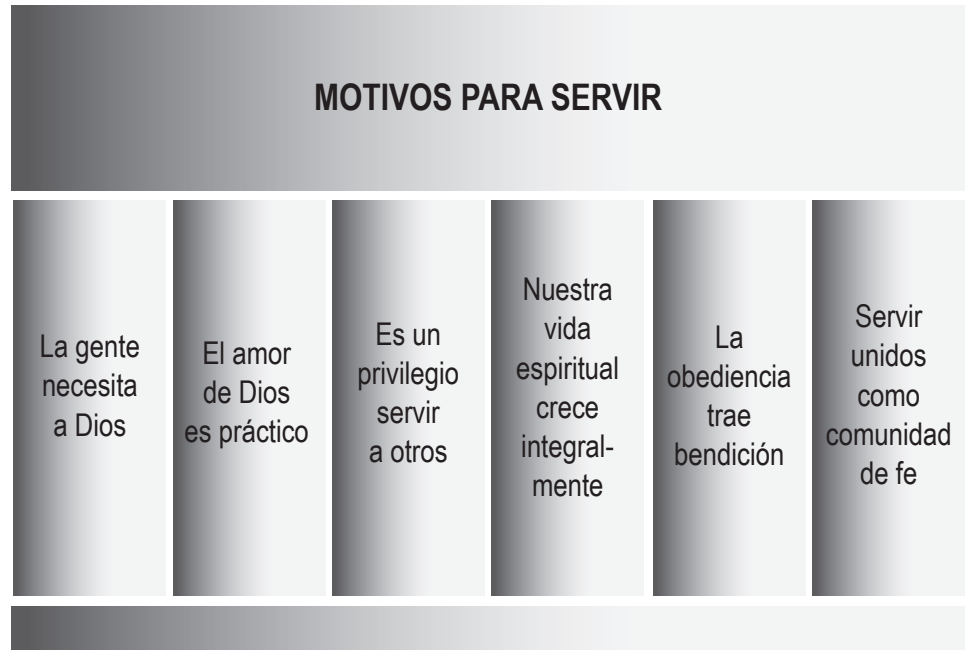 MOTIVOS PARA SERVIR
La gente
necesita
a Dios
El amor
de Dios
es práctico
Es un
privilegio
servir
a otros
Nuestra
vida
espiritual
crece
integral-
mente
La
obediencia
trae
bendición
Servir
unidos
como
comunidad
de fe